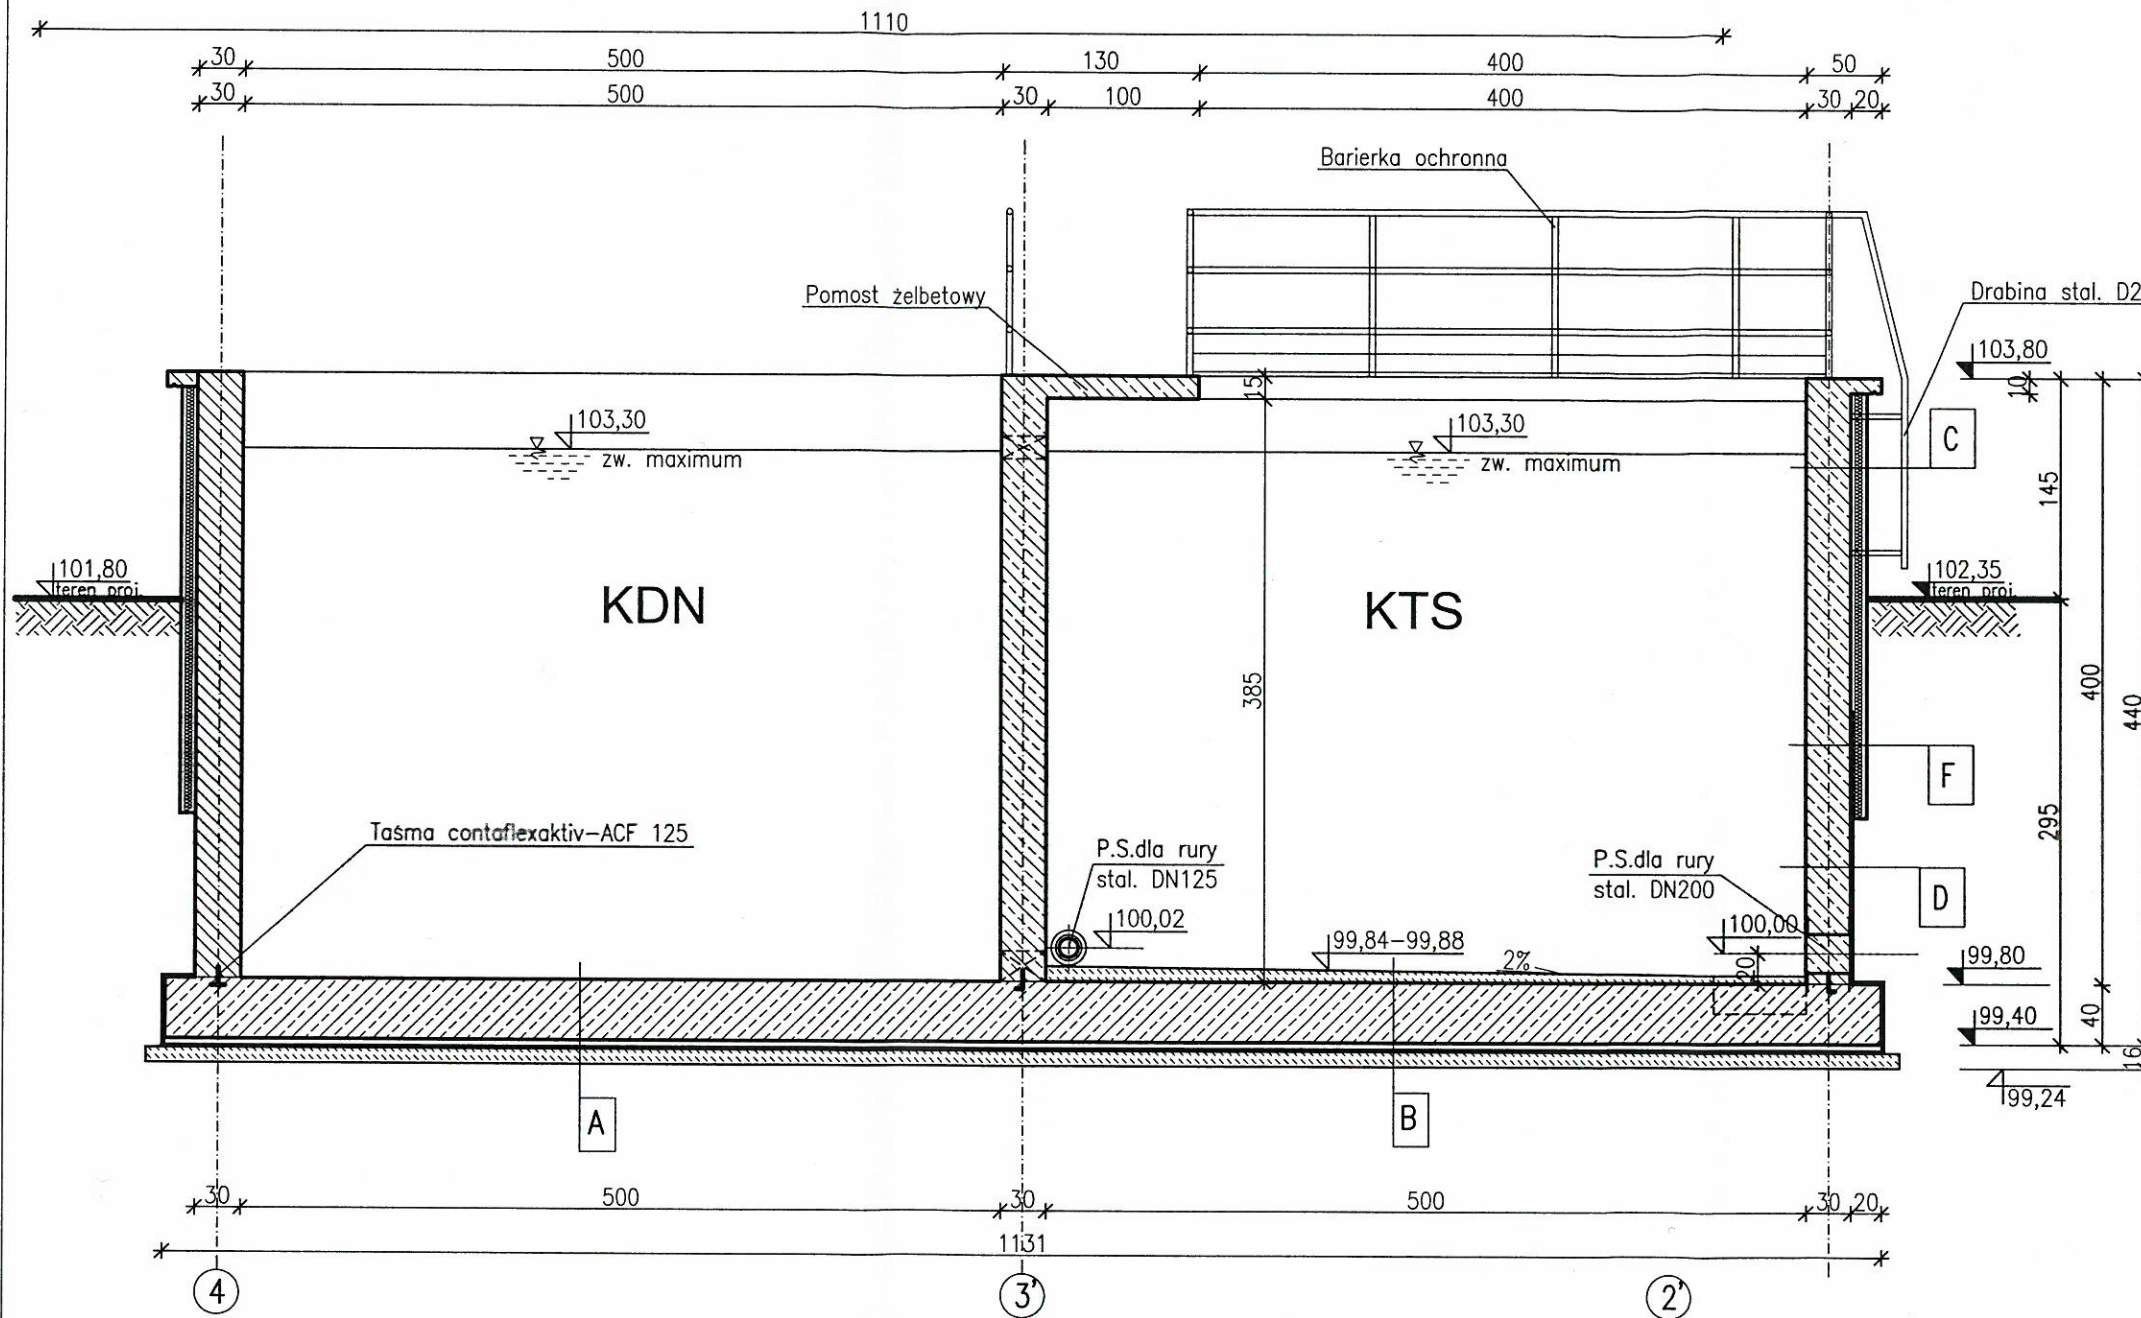 1110
30 500 130 400 50
30 500 30 100 400 30 20
Barierka ochronna
Pomost żelbetowy
Drabina stal. D2
103,80
15
10
103,30
zw. maximum
103,30
zw. maximum
C
145
101,80
teren proj.
KDN
KTS
102,35
teren proj.
385
400
440
F
295
Taśma contaflexaktiv-ACF 125
P.S.dla rury
stal. DN125
P.S.dla rury
stal. DN200
D
100,02
99,84-99,88
100,00
2%
20
99,80
99,40
40
16
99,24
A
B
30 500 30 500 30 20
1131
4
3'
2'